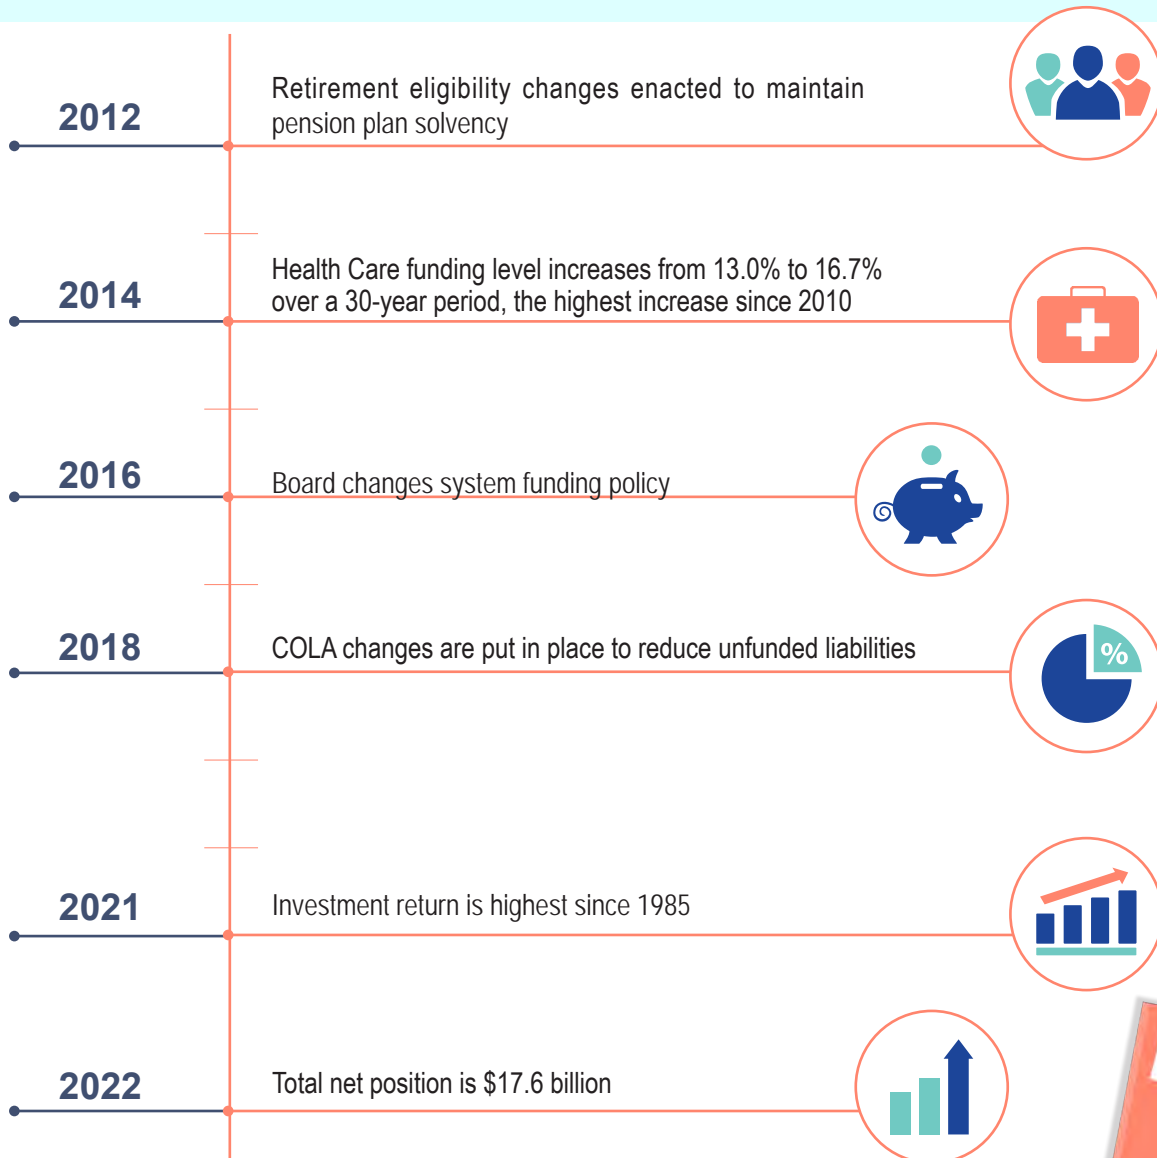 2012
Retirement eligibility changes enacted to maintain
pension plan solvency
2014
Health Care funding level increases from 13.0% to 16.7%
over a 30-year period, the highest increase since 2010
2016
Board changes system funding policy
2018
COLA changes are put in place to reduce unfunded liabilities
%
2021
Investment return is highest since 1985
2022
Total net position is $17.6 billion